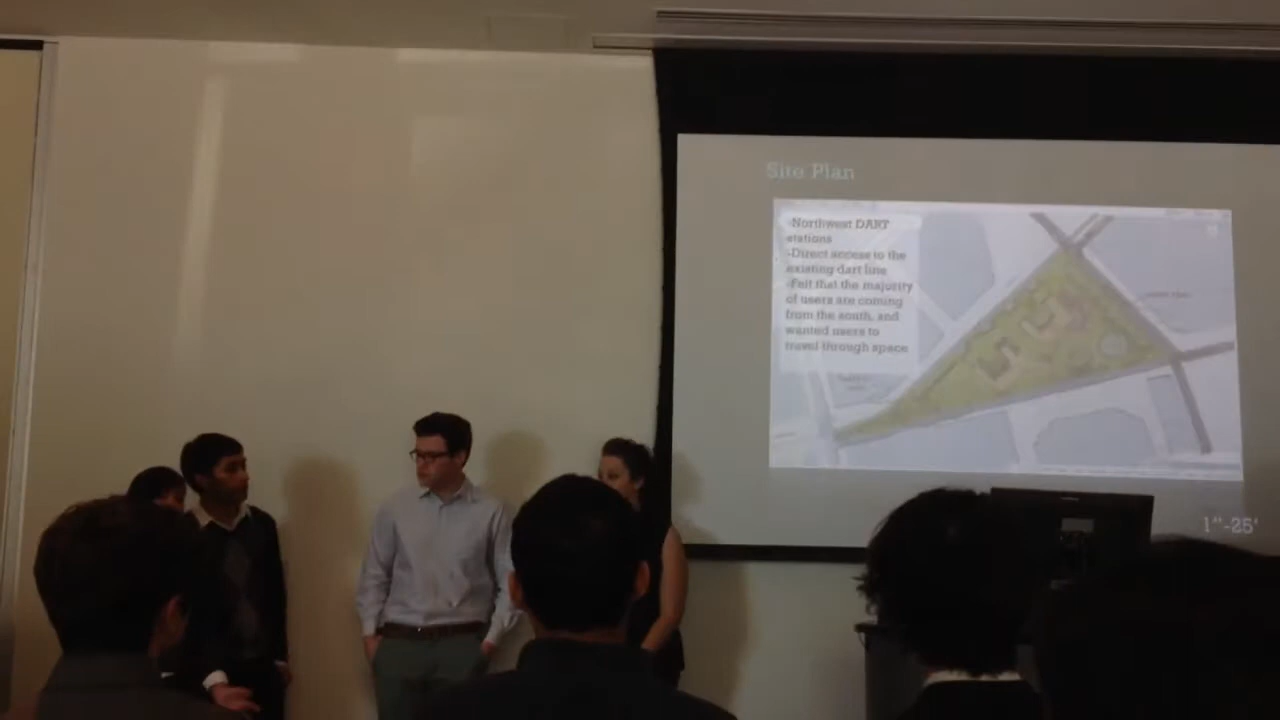 Site Plan
-Northwest DART
stations
-Direct access to the
existing dart line
-Felt that the majority
of users are coming
from the south, and
wanted users to
travel through space
1"-25'